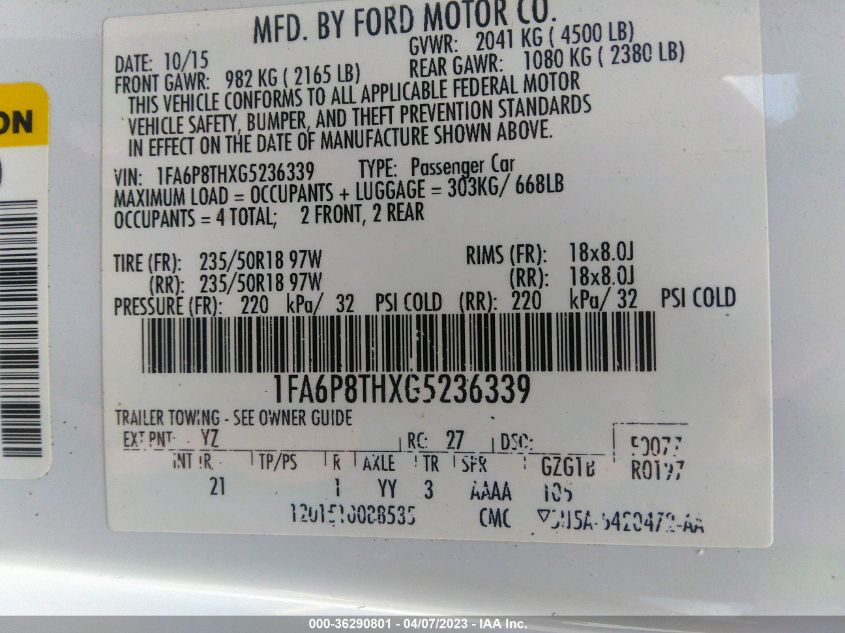 MFD. BY FORD MOTOR CO.
DATE: 10/15 GVWR: 2041 KG ( 4500 LB)
FRONT GAWR: 982 KG ( 2165 LB) REAR GAWR: 1080 KG ( 2380 LB)
THIS VEHICLE CONFORMS TO ALL APPLICABLE FEDERAL MOTOR
VEHICLE SAFETY, BUMPER, AND THEFT PREVENTION STANDARDS
IN EFFECT ON THE DATE OF MANUFACTURE SHOWN ABOVE.
VIN: 1FA6P8THXG5236339 TYPE: Passenger Car
MAXIMUM LOAD = OCCUPANTS + LUGGAGE = 303KG/ 668LB
OCCUPANTS = 4 TOTAL; 2 FRONT, 2 REAR
TIRE (FR): 235/50R18 97W RIMS (FR): 18x8.0J
(RR): 235/50R18 97W (RR): 18x8.0J
PRESSURE (FR): 220 kPa/ 32 PSI COLD (RR): 220 kPa/ 32 PSI COLD
1FA6P8THXG5236339
TRAILER TOWING - SEE OWNER GUIDE
EXT PNT: YZ RC: 27 DSO:
INT TR TP/PS R AXLE TR SPR
21 1 YY 3 AAAA
CMC
ON
000-36290801 - 04/07/2023 - IAA Inc.